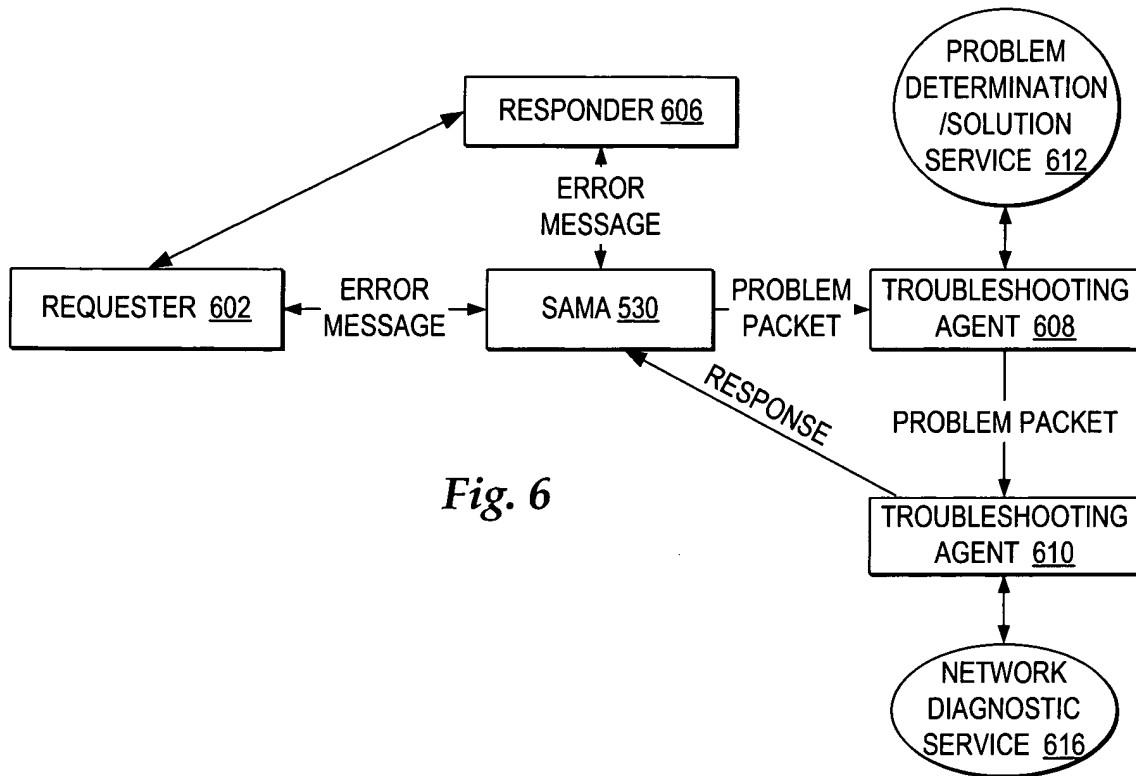 PROBLEM
DETERMINATION
/SOLUTION
SERVICE 612
RESPONDER 606
ERROR
MESSAGE
REQUESTER 602
ERROR
MESSAGE
SAMA 530
PROBLEM
PACKET
TROUBLESHOOTING
AGENT 608
RESPONSE
PROBLEM PACKET
Fig. 6
TROUBLESHOOTING
AGENT 610
NETWORK
DIAGNOSTIC
SERVICE 616